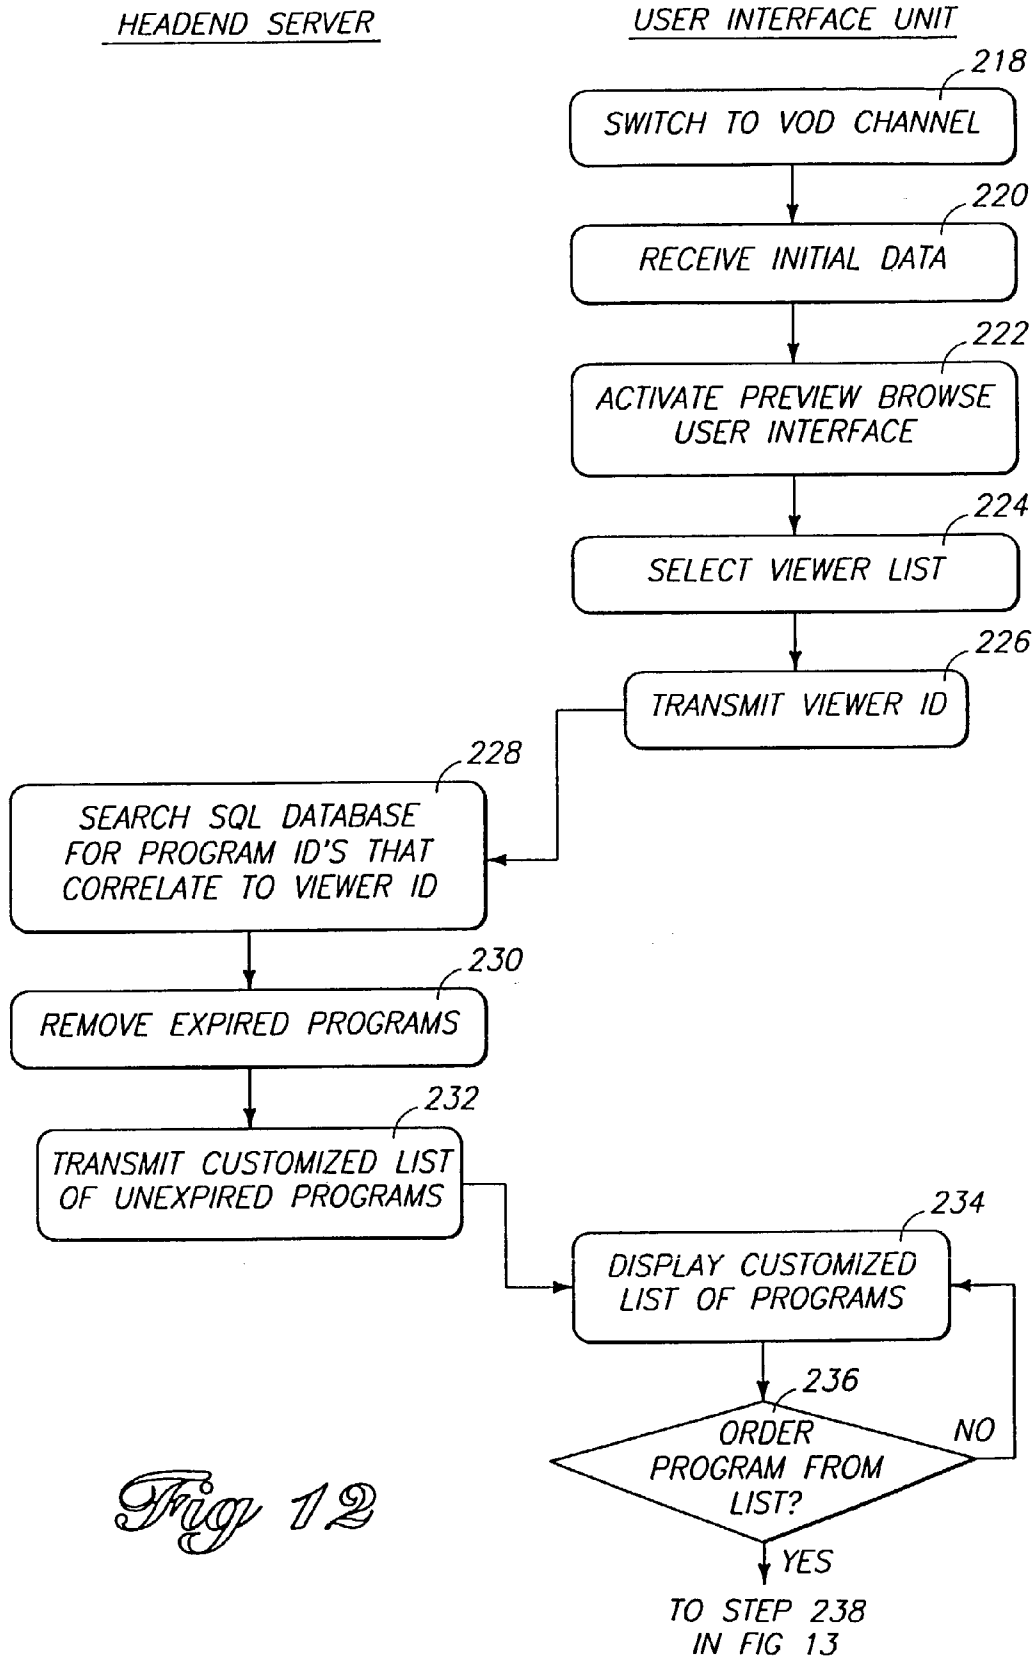 HEADEND SERVER
USER INTERFACE UNIT
218
SWITCH TO VOD CHANNEL
220
RECEIVE INITIAL DATA
222
ACTIVATE PREVIEW BROWSE
USER INTERFACE
224
SELECT VIEWER LIST
226
TRANSMIT VIEWER ID
228
SEARCH SQL DATABASE
FOR PROGRAM ID'S THAT
CORRELATE TO VIEWER ID
230
REMOVE EXPIRED PROGRAMS
232
TRANSMIT CUSTOMIZED LIST
OF UNEXPIRED PROGRAMS
234
DISPLAY CUSTOMIZED
LIST OF PROGRAMS
236
ORDER
PROGRAM FROM
LIST?
NO
YES
TO STEP 238
IN FIG 13
Fig 12